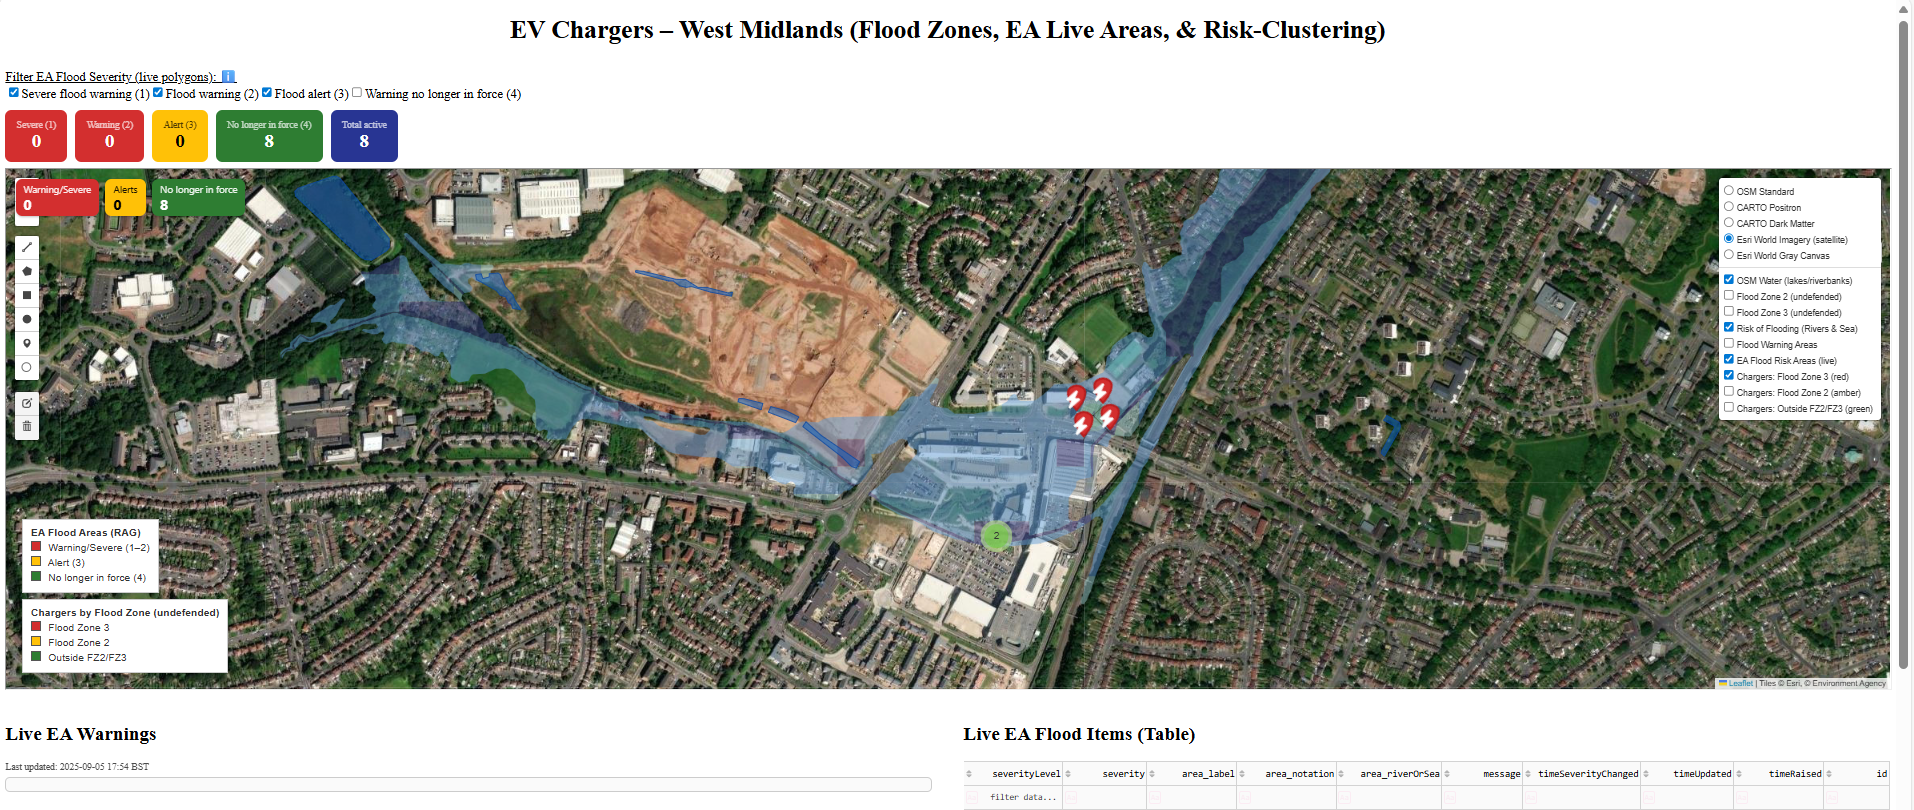 EV Chargers – West Midlands (Flood Zones, EA Live Areas, & Risk-Clustering)
Filter EA Flood Severity (live polygons): ℹ️
Severe flood warning (1) Flood warning (2) Flood alert (3) Warning no longer in force (4)
Severe (1) Warning (2) Alert (3) No longer in force (4) Total active
0 0 0 8 8
Warning/Severe Alerts No longer in force
0 0 8
OSM Standard
CARTO Positron
CARTO Dark Matter
Esri World Imagery (satellite)
Esri World Gray Canvas
OSM Water (lakes/riverbanks)
Flood Zone 2 (undefended)
Flood Zone 3 (undefended)
Risk of Flooding (Rivers & Sea)
Flood Warning Areas
EA Flood Risk Areas (live)
Chargers: Flood Zone 3 (red)
Chargers: Flood Zone 2 (amber)
Chargers: Outside FZ2/FZ3 (green)
2
EA Flood Areas (RAG)
Warning/Severe (1–2)
Alert (3)
No longer in force (4)
Chargers by Flood Zone (undefended)
Flood Zone 3
Flood Zone 2
Outside FZ2/FZ3
Leaflet | Tiles © Esri, © Environment Agency
Live EA Warnings
Last updated: 2025-09-05 17:54 BST
Live EA Flood Items (Table)
severityLevel severity area_label area_notation area_riverOrSea message timeSeverityChanged timeUpdated timeRaised id
filter data...